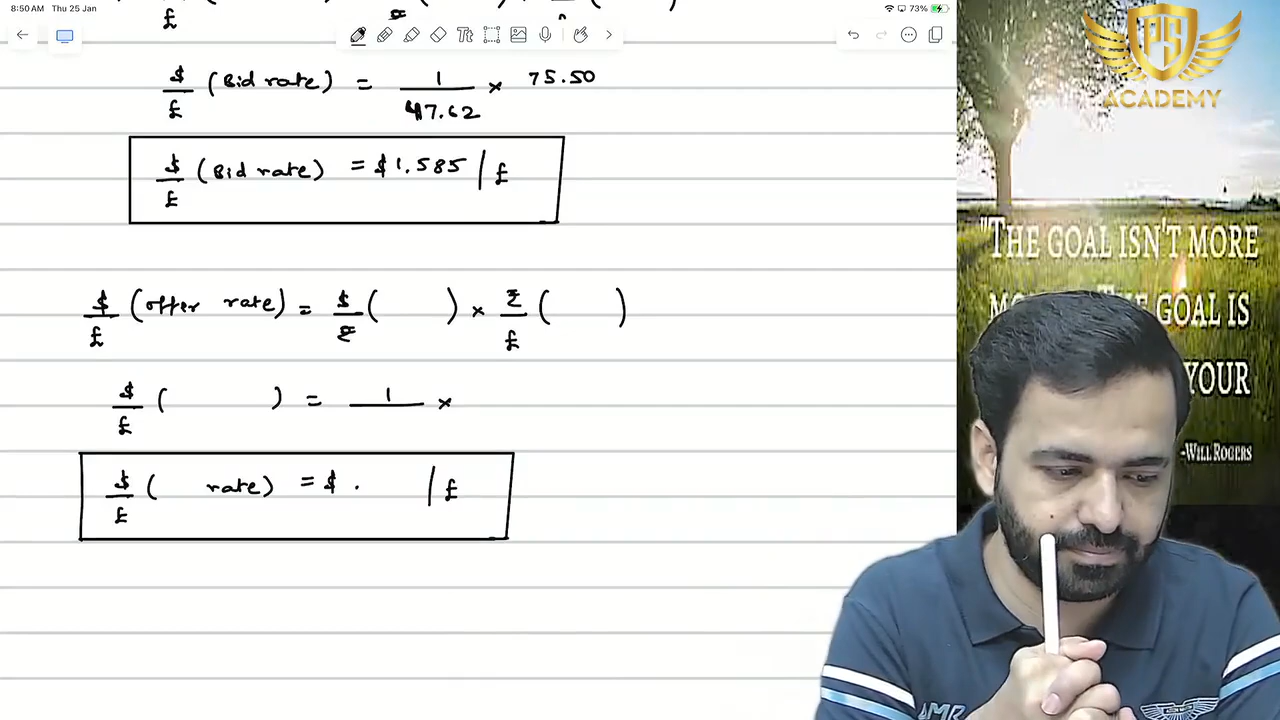 8:50 AM Thu 25 Jan
73%
£
$/£ (Bid rate) = 1/47.62 × 75.50
$/£ (Bid rate) = $1.585 / £
$/£ (offer rate) = $/₹ ( ) × ₹/£ ( )
$/£ ( ) = 1/ ×
$/£ ( rate) = $ . / £
Tt
PS
ACADEMY
"THE GOAL ISN'T MORE
THE GOAL IS
YOUR
-WILL ROGERS